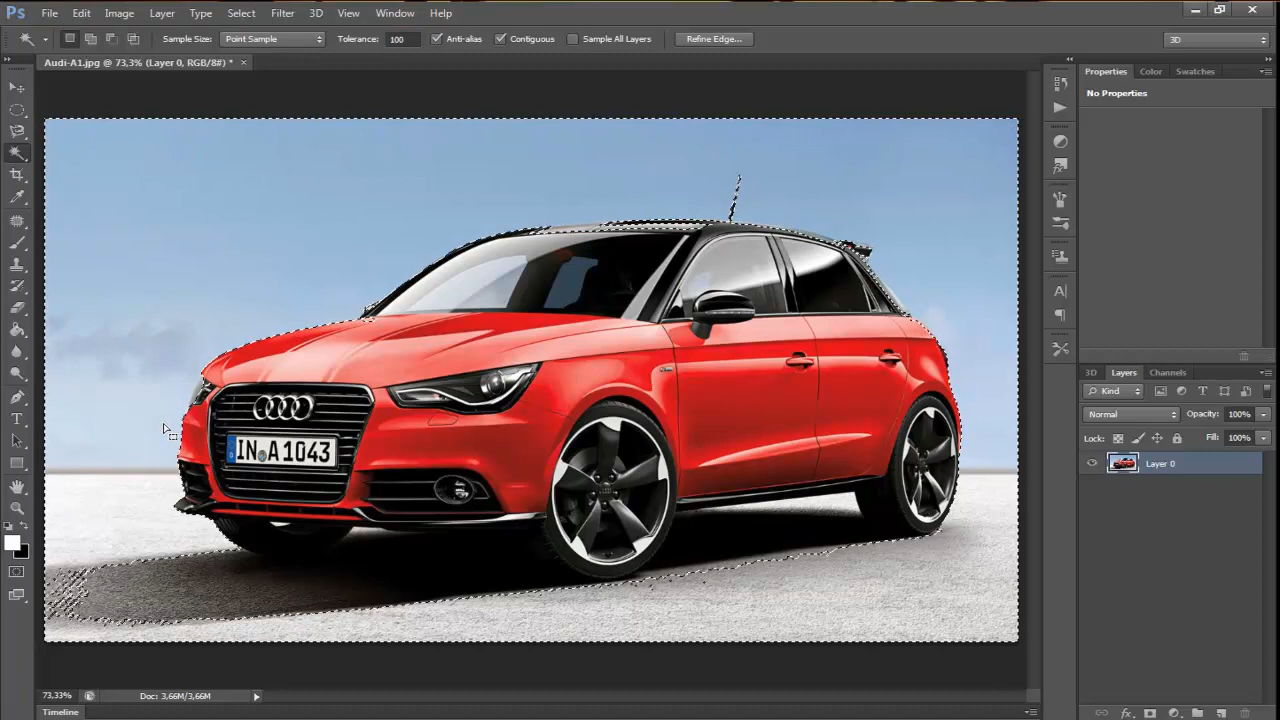 Ps File Edit Image Layer Type Select Filter 3D View Window Help
Sample Size: Point Sample Tolerance: 100 Anti-alias Contiguous Sample All Layers Refine Edge... 3D
Audi-A1.jpg @ 73,3% (Layer 0, RGB/8#) * ×
Properties Color Swatches
No Properties
IN A 1043
3D Layers Channels
Kind
Normal Opacity: 100%
Lock: Fill: 100%
Layer 0
73,33% Doc: 3,66M/3,66M
Timeline